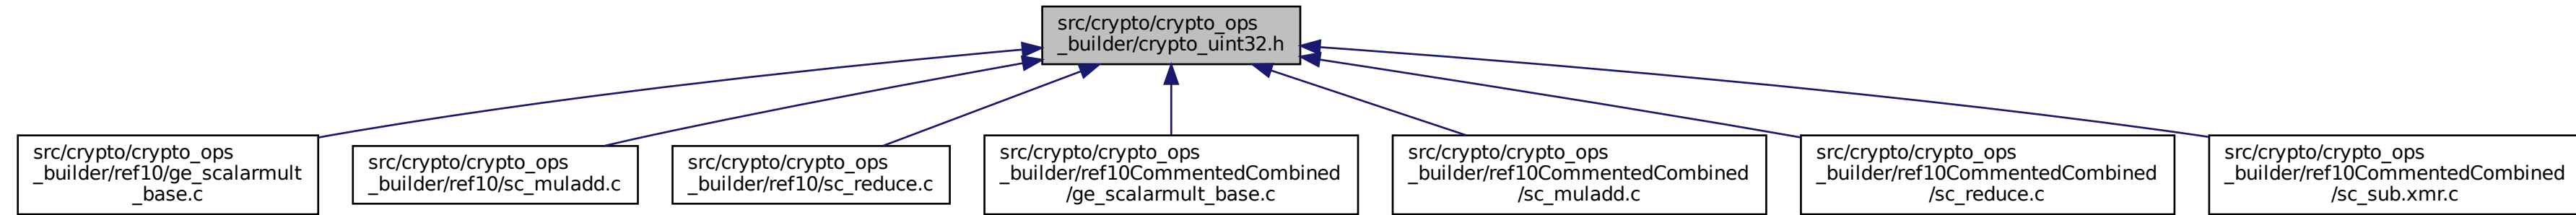 src/crypto/crypto_ops
_builder/crypto_uint32.h
src/crypto/crypto_ops
_builder/ref10/ge_scalarmult
_base.c
src/crypto/crypto_ops
_builder/ref10/sc_muladd.c
src/crypto/crypto_ops
_builder/ref10/sc_reduce.c
src/crypto/crypto_ops
_builder/ref10CommentedCombined
/ge_scalarmult_base.c
src/crypto/crypto_ops
_builder/ref10CommentedCombined
/sc_muladd.c
src/crypto/crypto_ops
_builder/ref10CommentedCombined
/sc_reduce.c
src/crypto/crypto_ops
_builder/ref10CommentedCombined
/sc_sub.xmr.c